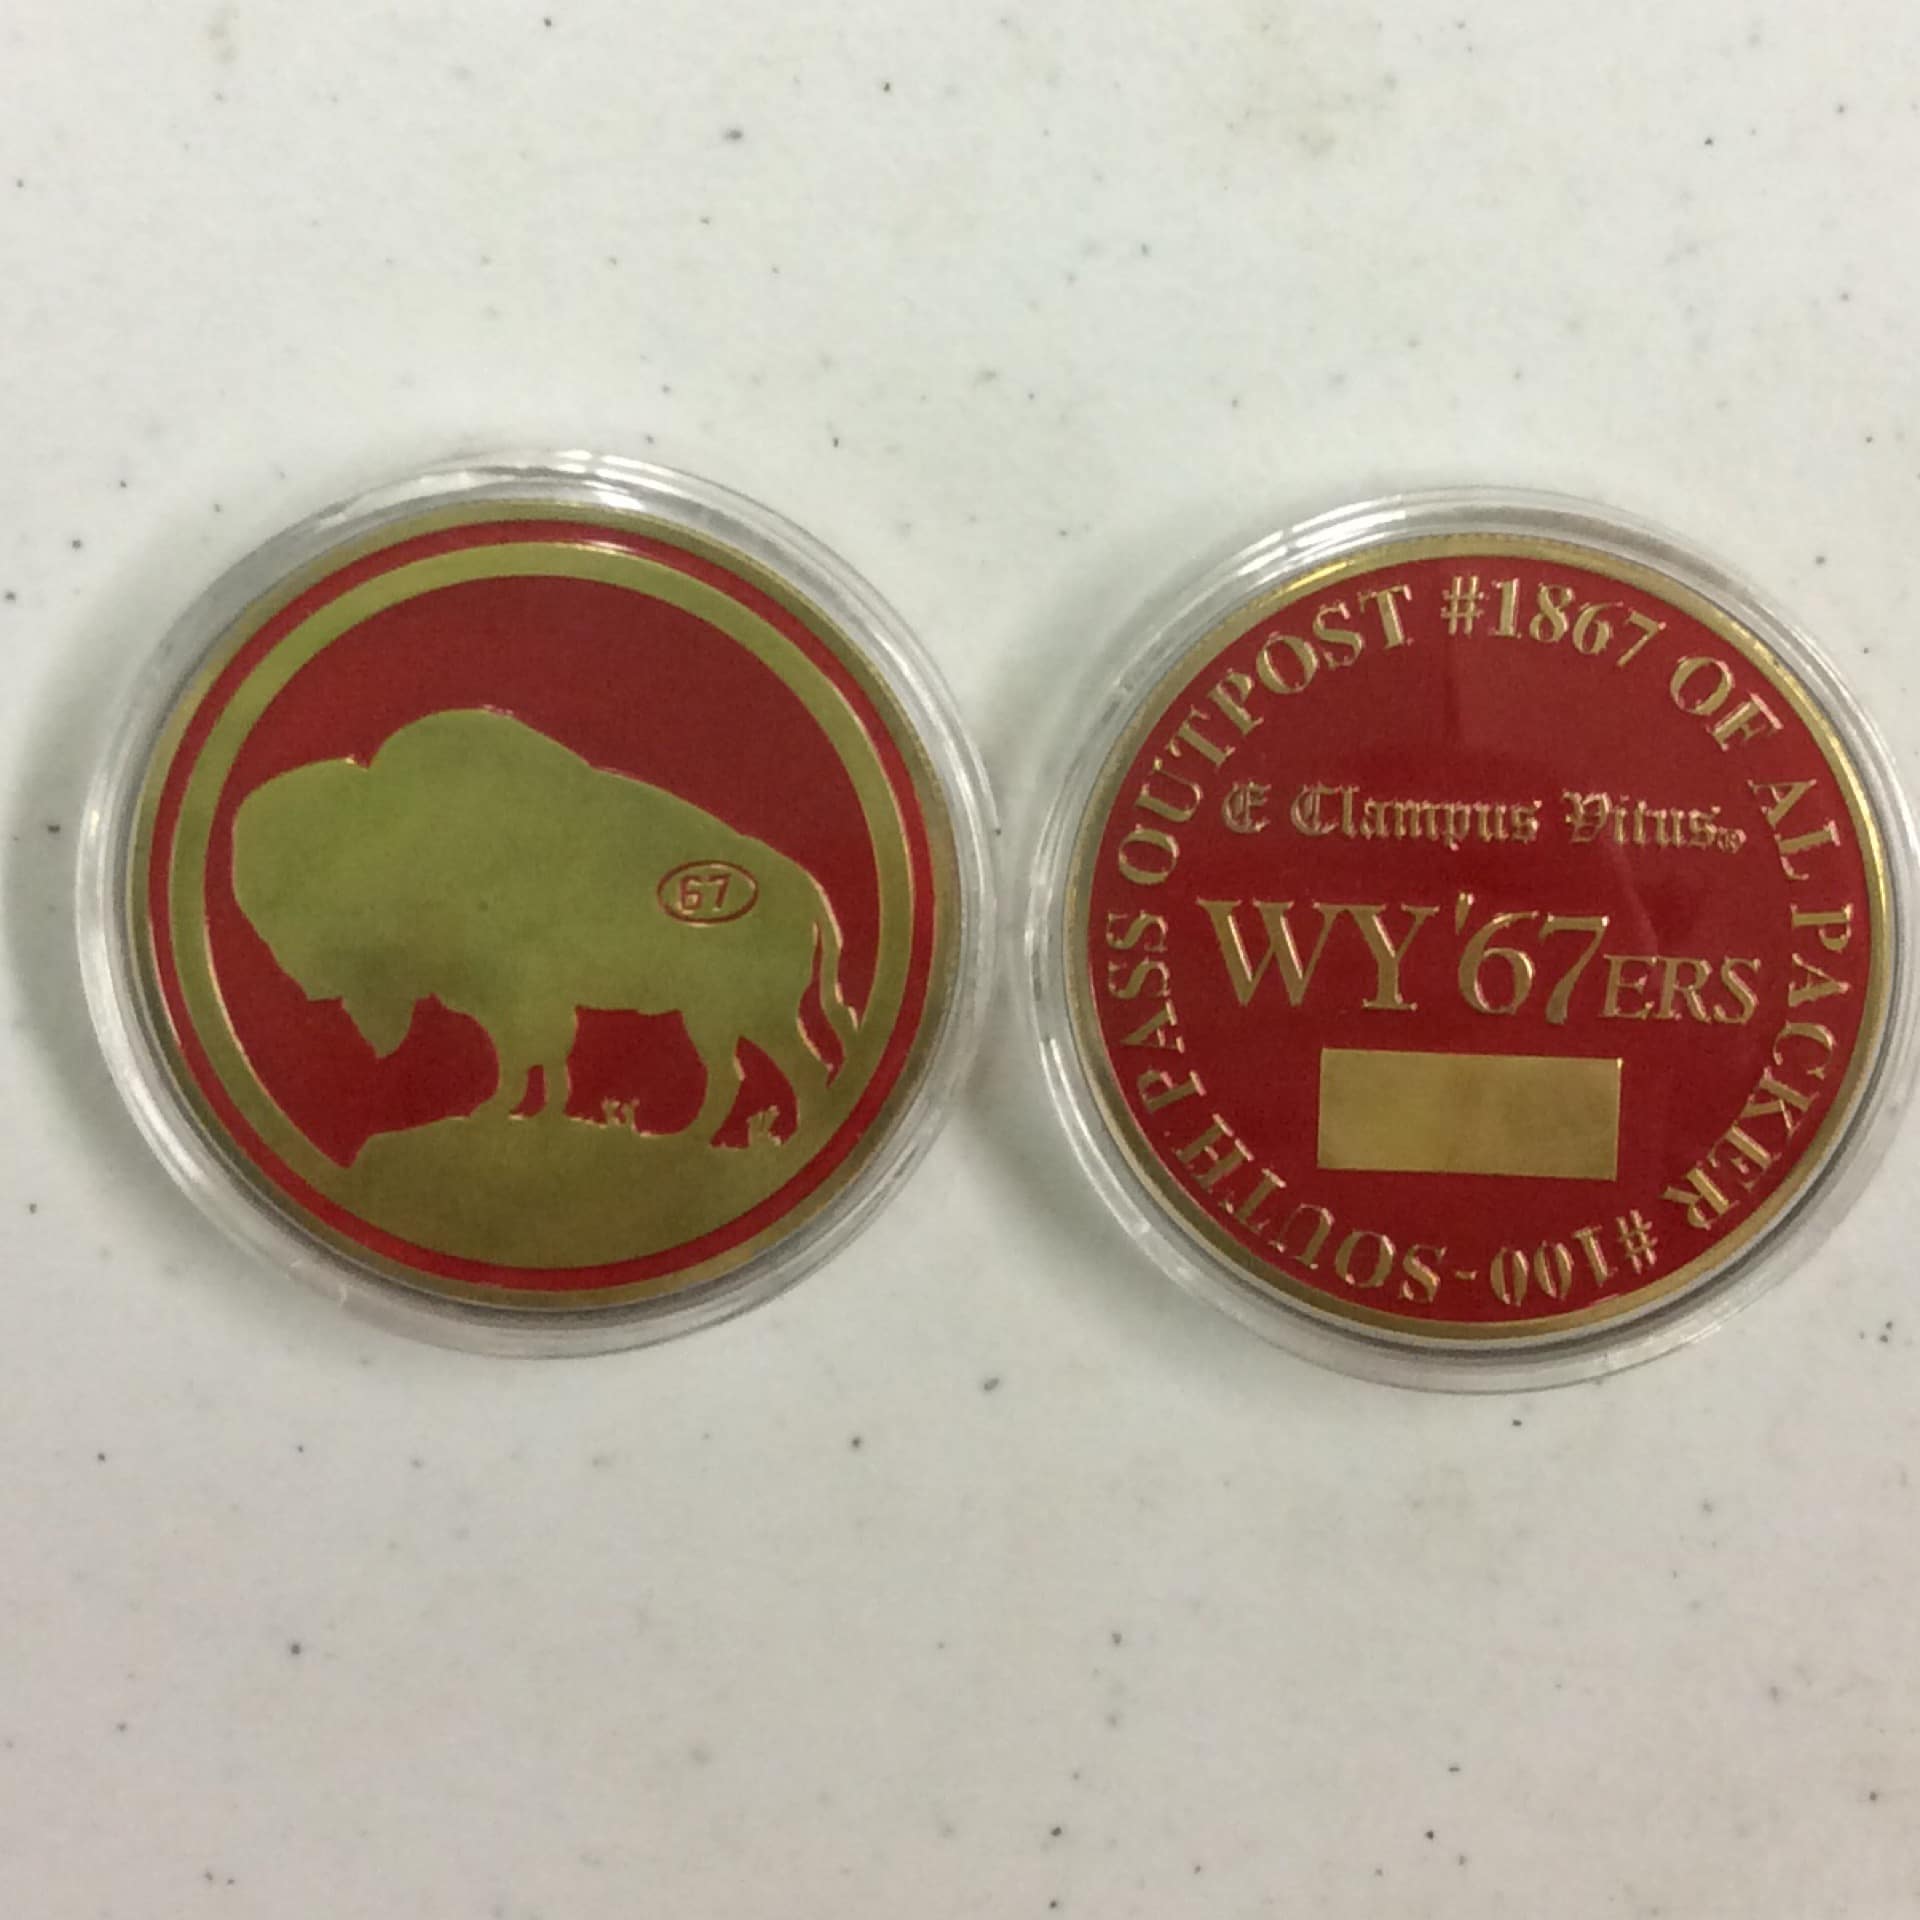 67
SOUTH PASS OUTPOST #1867 OF AL PACKER #100 -
E Clampus Vitus®
WY '67ERS